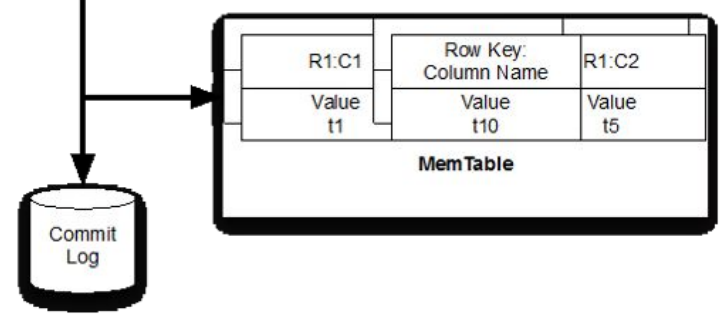 R1:C1
Row Key:
Column Name
R1:C2
Value
t1
Value
t10
Value
t5
MemTable
Commit
Log